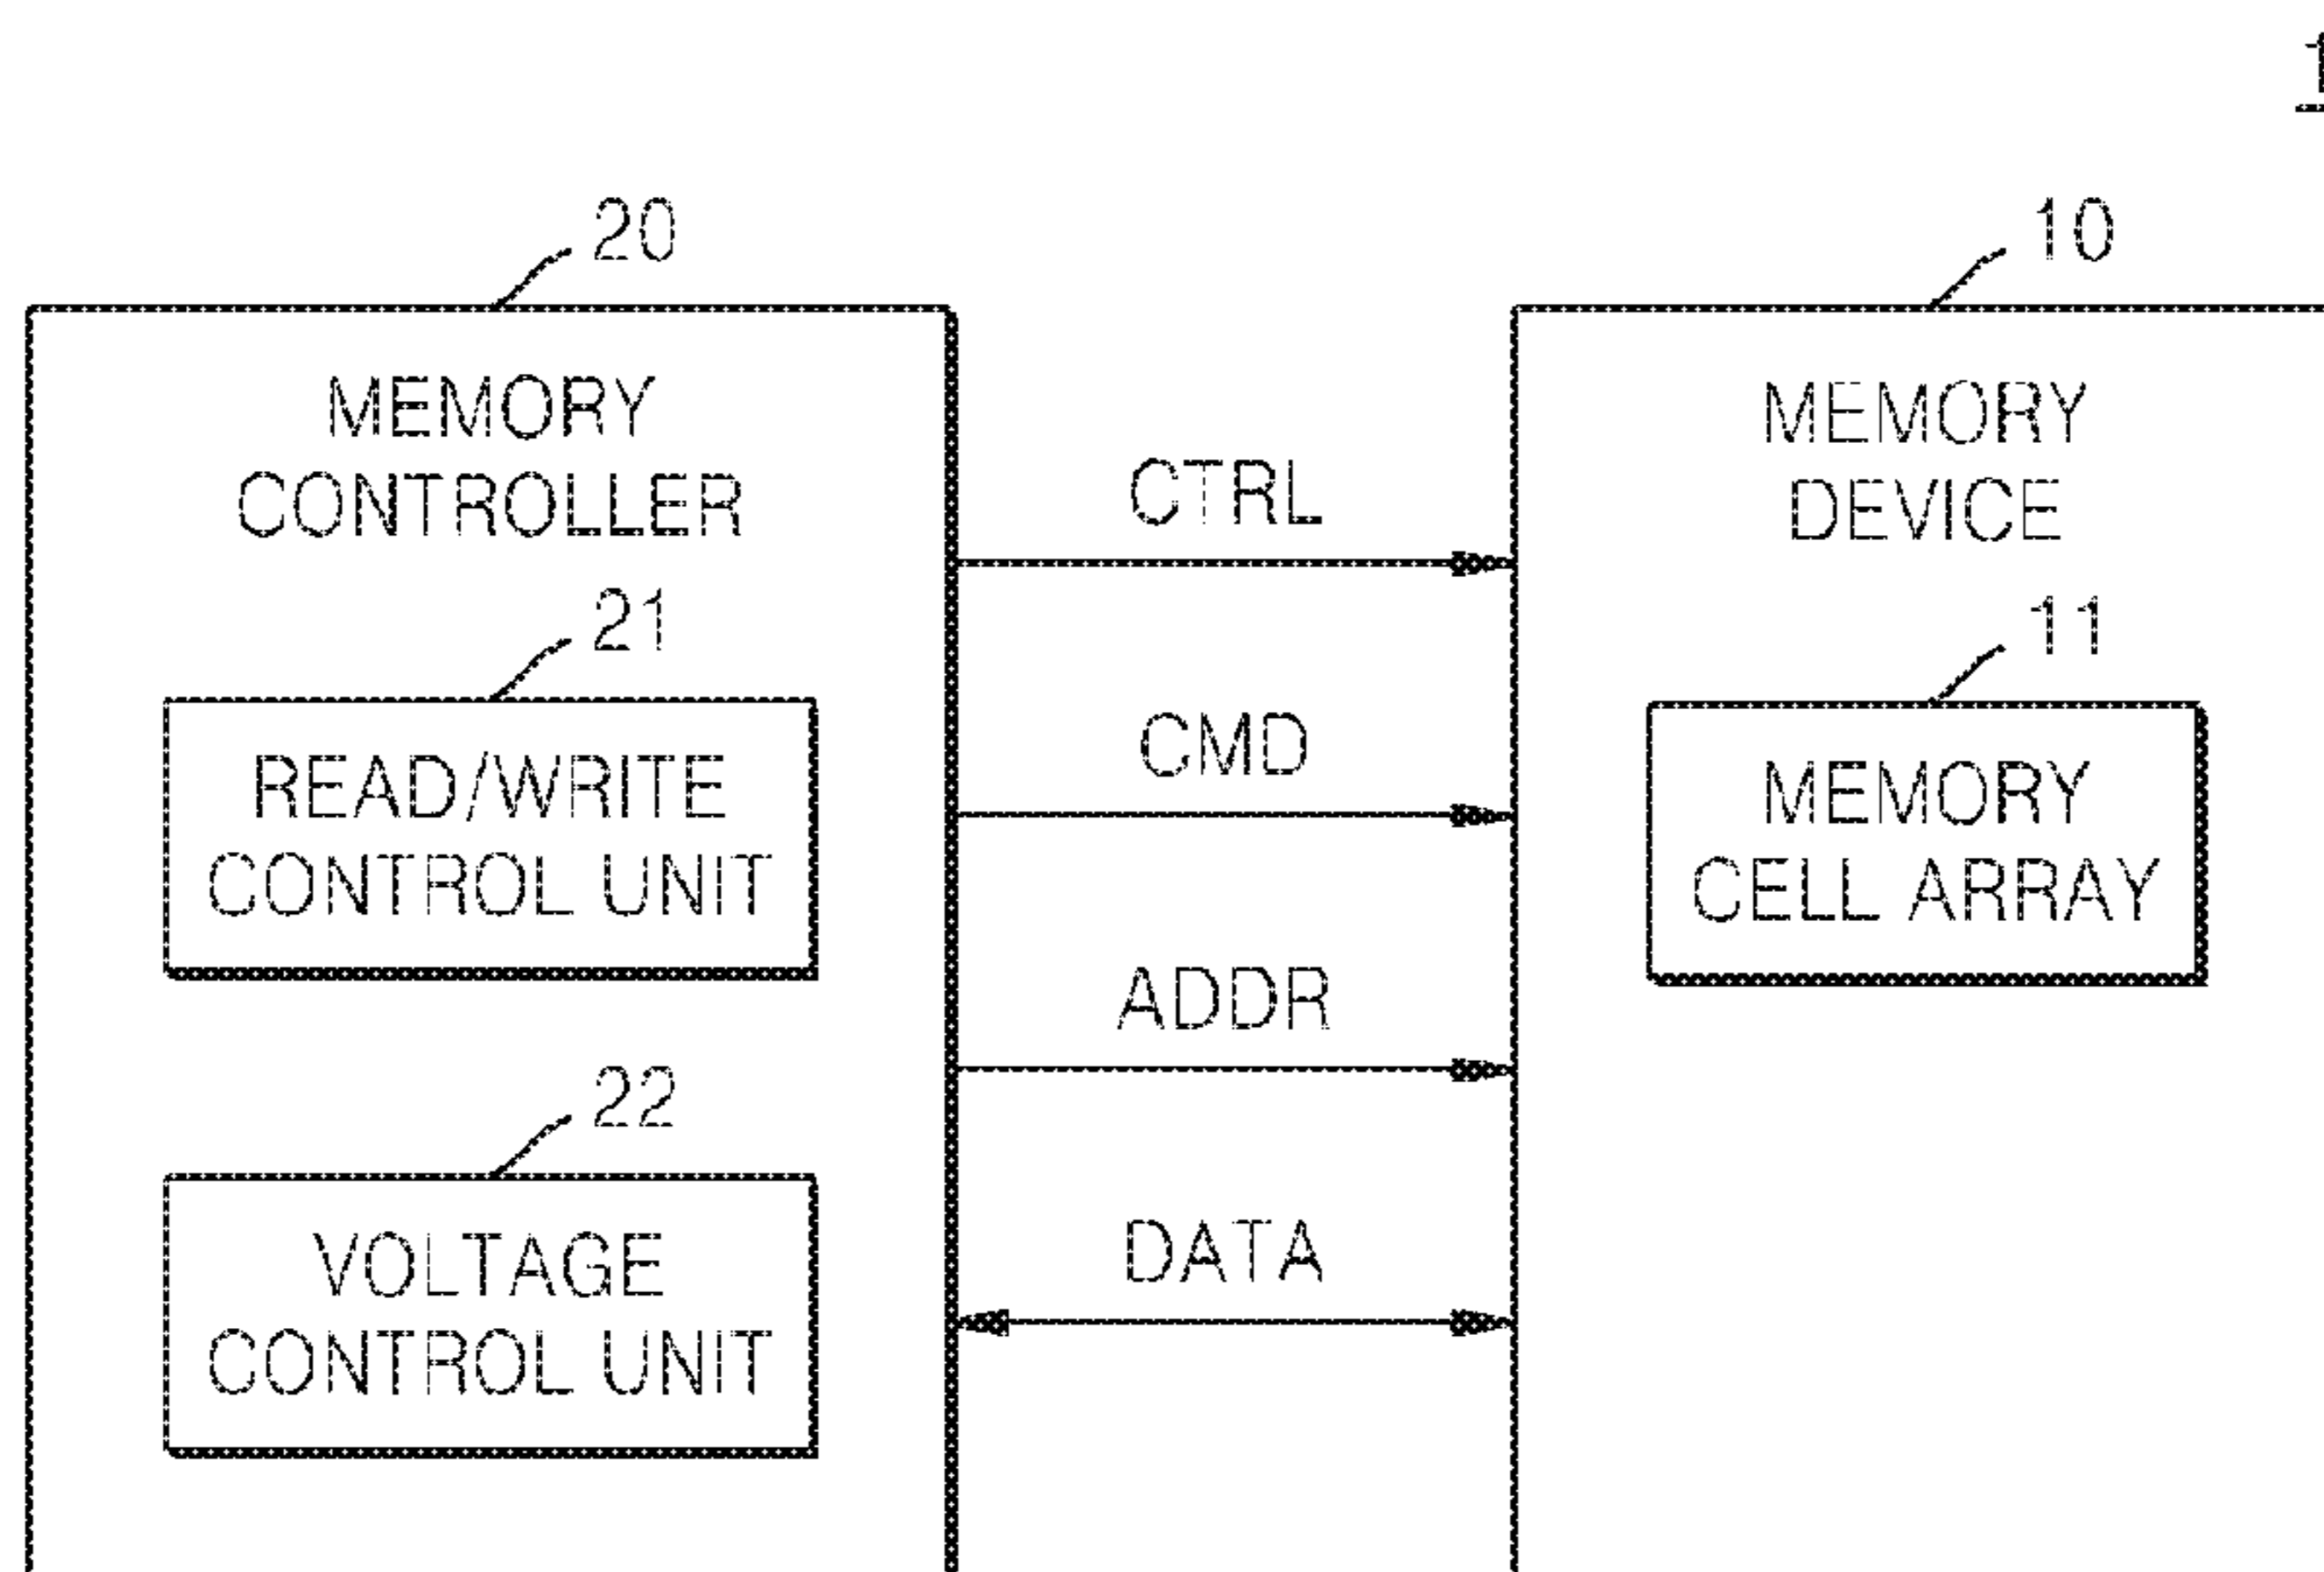 1
20
10
MEMORY
CONTROLLER
CTRL
MEMORY
DEVICE
21
11
READ/WRITE
CONTROL UNIT
CMD
MEMORY
CELL ARRAY
ADDR
22
VOLTAGE
CONTROL UNIT
DATA